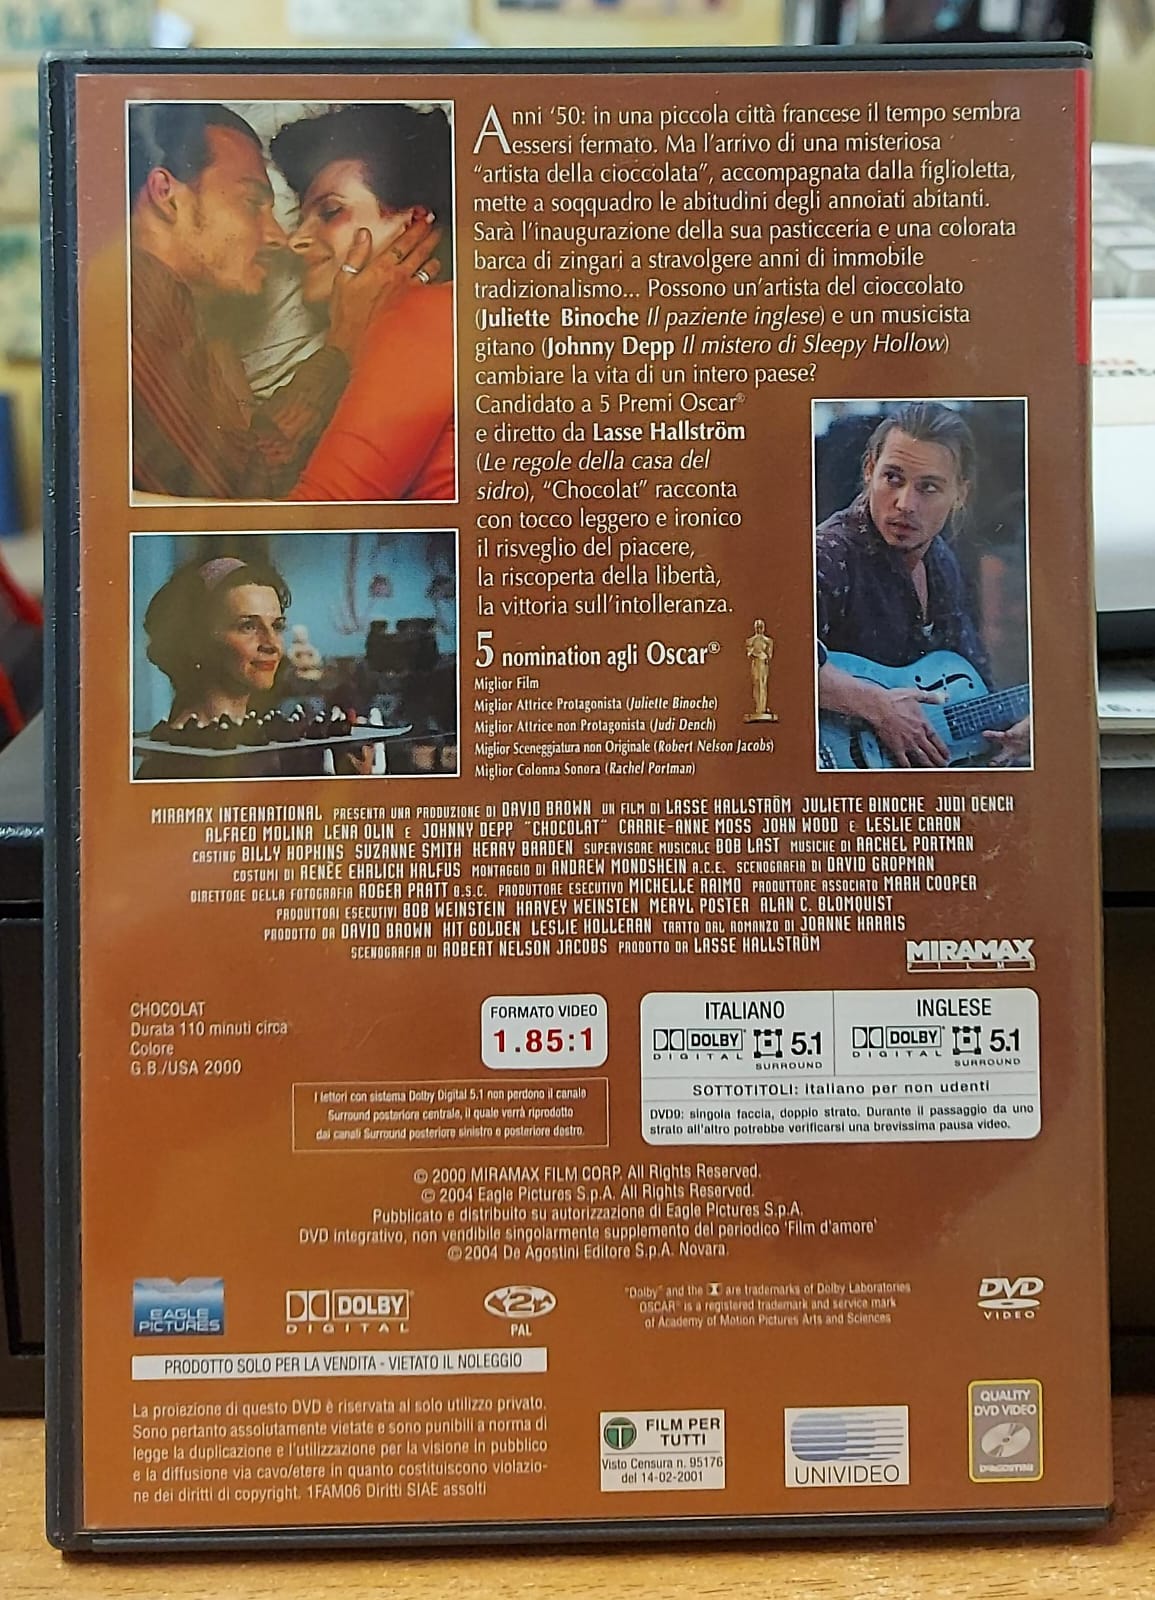 Anni '50: in una piccola città francese il tempo sembra
essersi fermato. Ma l'arrivo di una misteriosa
"artista della cioccolata", accompagnata dalla figlioletta,
mette a soqquadro le abitudini degli annoiati abitanti.
Sarà l'inaugurazione della sua pasticceria e una colorata
barca di zingari a stravolgere anni di immobile
tradizionalismo... Possono un'artista del cioccolato
(Juliette Binoche Il paziente inglese) e un musicista
gitano (Johnny Depp Il mistero di Sleepy Hollow)
cambiare la vita di un intero paese?
Candidato a 5 Premi Oscar®
e diretto da Lasse Hallström
(Le regole della casa del
sidro), "Chocolat" racconta
con tocco leggero e ironico
il risveglio del piacere,
la riscoperta della libertà,
la vittoria sull'intolleranza.
5 nomination agli Oscar®
Miglior Film
Miglior Attrice Protagonista (Juliette Binoche)
Miglior Attrice non Protagonista (Judi Dench)
Miglior Sceneggiatura non Originale (Robert Nelson Jacobs)
Miglior Colonna Sonora (Rachel Portman)
MIRAMAX INTERNATIONAL PRESENTA UNA PRODUZIONE DI DAVID BROWN UN FILM DI LASSE HALLSTRÖM JULIETTE BINOCHE JUDI DENCH
ALFRED MOLINA LENA OLIN E JOHNNY DEPP "CHOCOLAT" CARRIE-ANNE MOSS JOHN WOOD E LESLIE CARON
CASTING BILLY HOPKINS SUZANNE SMITH KERRY BARDEN SUPERVISORE MUSICALE BOB LAST MUSICHE DI RACHEL PORTMAN
COSTUMI DI RENÈE EHRLICH KALFUS MONTAGGIO DI ANDREW MONDSHEIN A.C.E. SCENOGRAFIA DI DAVID GROPMAN
DIRETTORE DELLA FOTOGRAFIA ROGER PRATT B.S.C. PRODUTTORE ESECUTIVO MICHELLE RAIMO PRODUTTORE ASSOCIATO MARK COOPER
PRODUTTORI ESECUTIVI BOB WEINSTEIN HARVEY WEINSTEN MERYL POSTER ALAN C. BLOMQUIST
PRODOTTO DA DAVID BROWN KIT GOLDEN LESLIE HOLLERAN TRATTO DAL ROMANZO DI JOANNE HARRIS
SCENOGRAFIA DI ROBERT NELSON JACOBS PRODOTTO DA LASSE HALLSTRÖM
MIRAMAX
FILMS
CHOCOLAT
Durata 110 minuti circa
Colore
G.B./USA 2000
FORMATO VIDEO
1.85:1
ITALIANO
DOLBY DIGITAL 5.1 SURROUND
INGLESE
DOLBY DIGITAL 5.1 SURROUND
SOTTOTITOLI: italiano per non udenti
DVD9: singola faccia, doppio strato. Durante il passaggio da uno
strato all'altro potrebbe verificarsi una brevissima pausa video.
I lettori con sistema Dolby Digital 5.1 non perdono il canale
Surround posteriore centrale, il quale verrà riprodotto
dai canali Surround posteriore sinistro e posteriore destro.
© 2000 MIRAMAX FILM CORP. All Rights Reserved.
© 2004 Eagle Pictures S.p.A. All Rights Reserved.
Pubblicato e distribuito su autorizzazione di Eagle Pictures S.p.A.
DVD integrativo, non vendibile singolarmente supplemento del periodico 'Film d'amore'
© 2004 De Agostini Editore S.p.A. Novara
EAGLE
PICTURES
DOLBY
DIGITAL
2
PAL
"Dolby" and the are trademarks of Dolby Laboratories
OSCAR® is a registered trademark and service mark
of Academy of Motion Pictures Arts and Sciences
DVD
VIDEO
PRODOTTO SOLO PER LA VENDITA - VIETATO IL NOLEGGIO
La proiezione di questo DVD è riservata al solo utilizzo privato.
Sono pertanto assolutamente vietate e sono punibili a norma di
legge la duplicazione e l'utilizzazione per la visione in pubblico
e la diffusione via cavo/etere in quanto costituiscono violazio-
ne dei diritti di copyright. 1FAM06 Diritti SIAE assolti
T FILM PER
TUTTI
Visto Censura n. 95176
del 14-02-2001
UNIVIDEO
QUALITY
DVD VIDEO
DEAGOSTINI